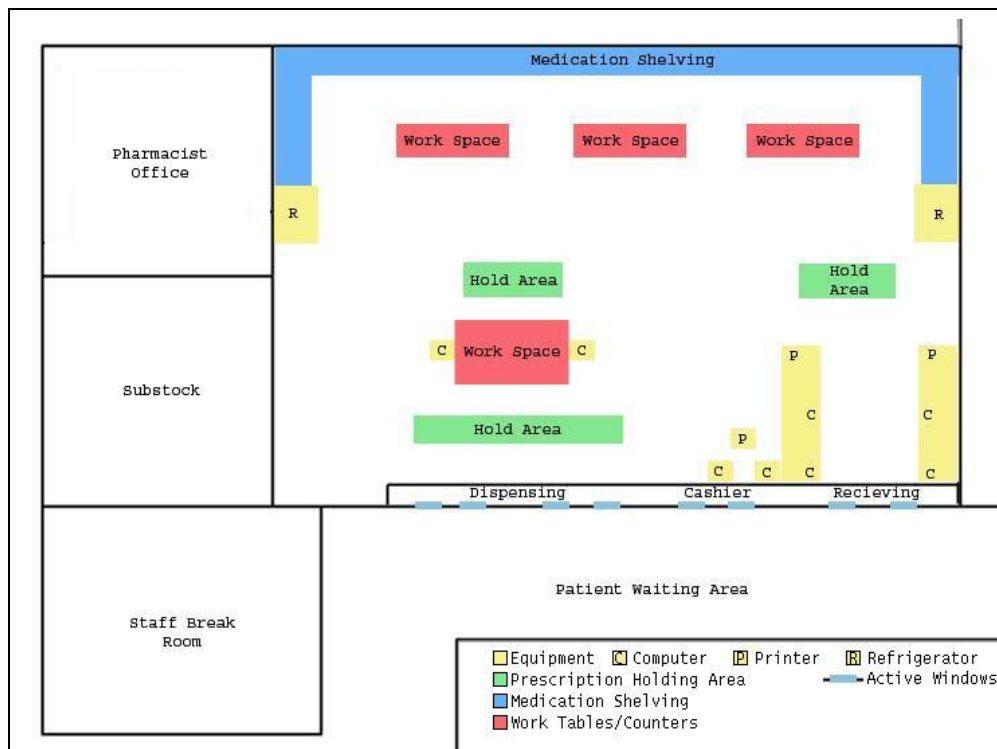 Medication Shelving
Work Space
Work Space
Work Space
Pharmacist
Office
R
R
Hold Area
Hold
Area
C
Work Space
C
P
P
Substock
C
C
Hold Area
P
C
C
C
C
Dispensing
Cashier
Recieving
Patient Waiting Area
Staff Break
Room
Equipment
C Computer
P Printer
R Refrigerator
Prescription Holding Area
Active Windows
Medication Shelving
Work Tables/Counters